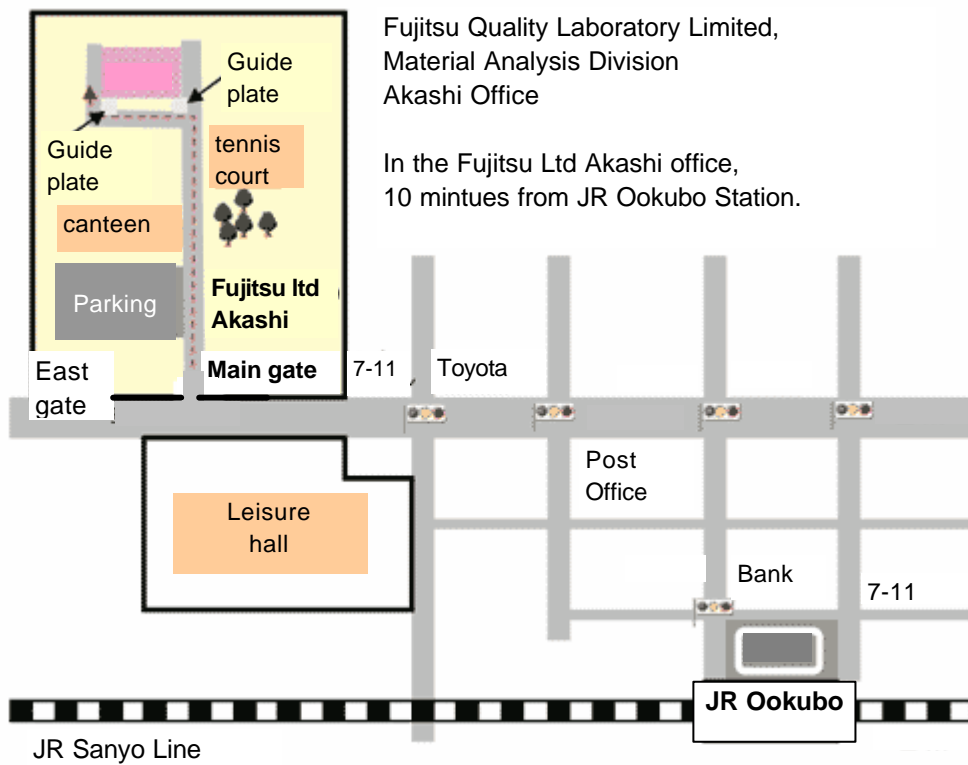 Fujitsu Quality Laboratory Limited,
Material Analysis Division
Akashi Office
In the Fujitsu Ltd Akashi office,
10 mintues from JR Ookubo Station.
Guide
plate
Guide
plate
tennis
court
canteen
Parking
Fujitsu ltd
Akashi
East
gate
Main gate
7-11
Toyota
Post
Office
Leisure
hall
Bank
7-11
JR Ookubo
JR Sanyo Line